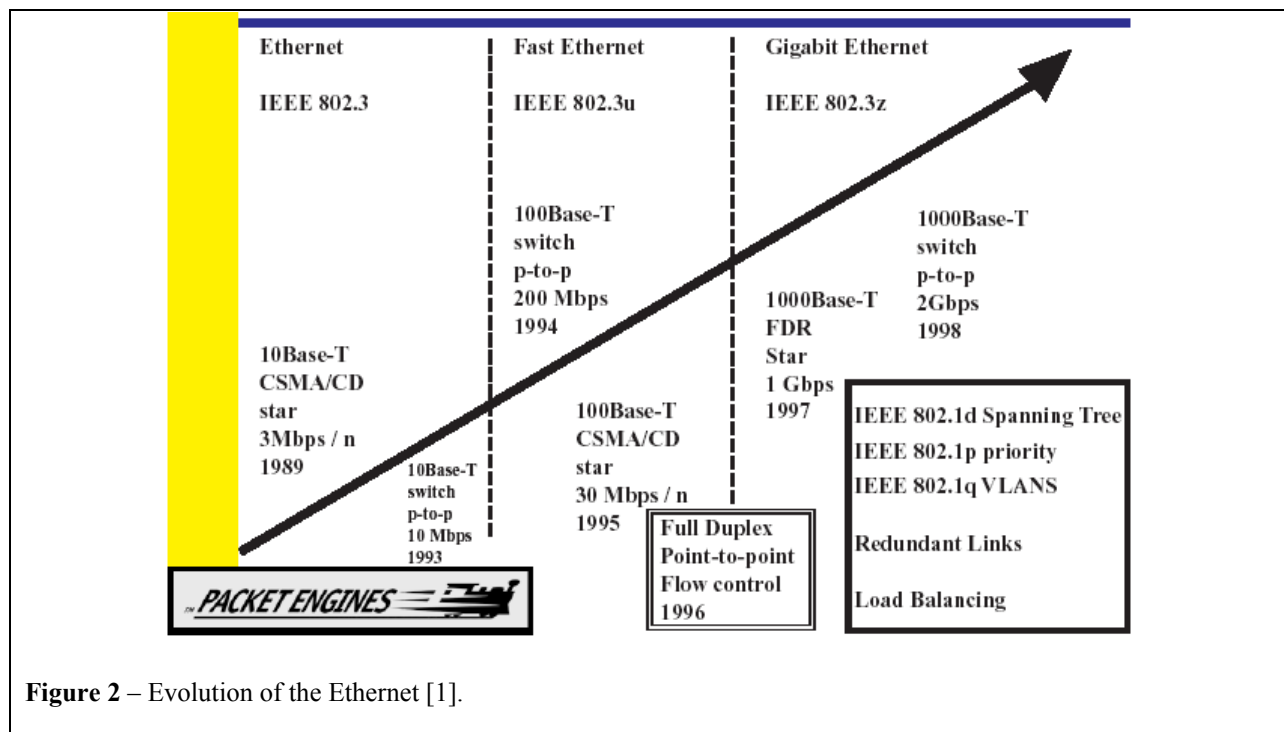 Ethernet
IEEE 802.3
Fast Ethernet
IEEE 802.3u
Gigabit Ethernet
IEEE 802.3z
10Base-T
CSMA/CD
star
3Mbps / n
1989
10Base-T
switch
p-to-p
10 Mbps
1993
100Base-T
switch
p-to-p
200 Mbps
1994
100Base-T
CSMA/CD
star
30 Mbps / n
1995
Full Duplex
Point-to-point
Flow control
1996
1000Base-T
FDR
Star
1 Gbps
1997
1000Base-T
switch
p-to-p
2Gbps
1998
IEEE 802.1d Spanning Tree
IEEE 802.1p priority
IEEE 802.1q VLANS
Redundant Links
Load Balancing
TM PACKET ENGINES
Figure 2 – Evolution of the Ethernet [1].